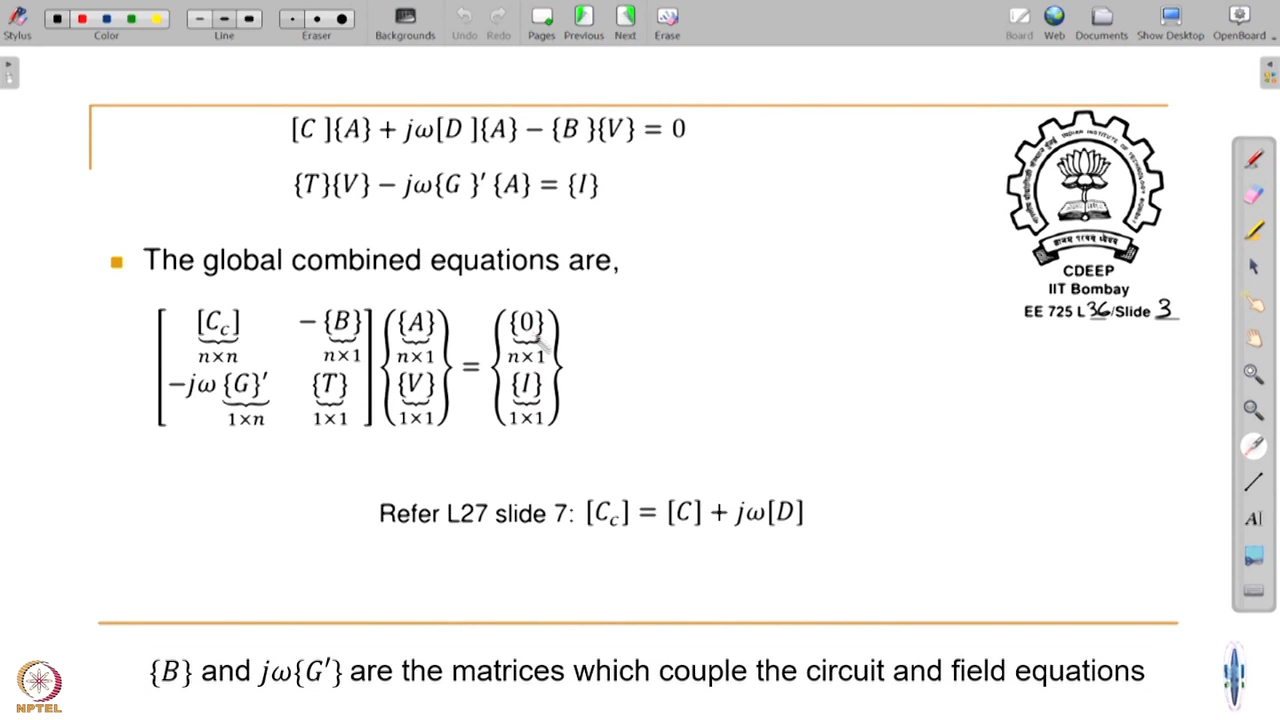 Stylus Color Line Eraser Backgrounds Undo Redo Pages Previous Next Erase Board Web Documents Show Desktop OpenBoard
[C ]{A} + jω[D ]{A} − {B }{V} = 0
{T}{V} − jω{G }′ {A} = {I}
CDEEP
IIT Bombay
EE 725 L 36 /Slide 3
■ The global combined equations are,
[C_c] − {B} {A} {0}
n×n n×1 n×1 n×1
=
−jω {G}′ {T} {V} {I}
1×n 1×1 1×1 1×1
Refer L27 slide 7: [C_c] = [C] + jω[D]
{B} and jω{G′} are the matrices which couple the circuit and field equations
NPTEL